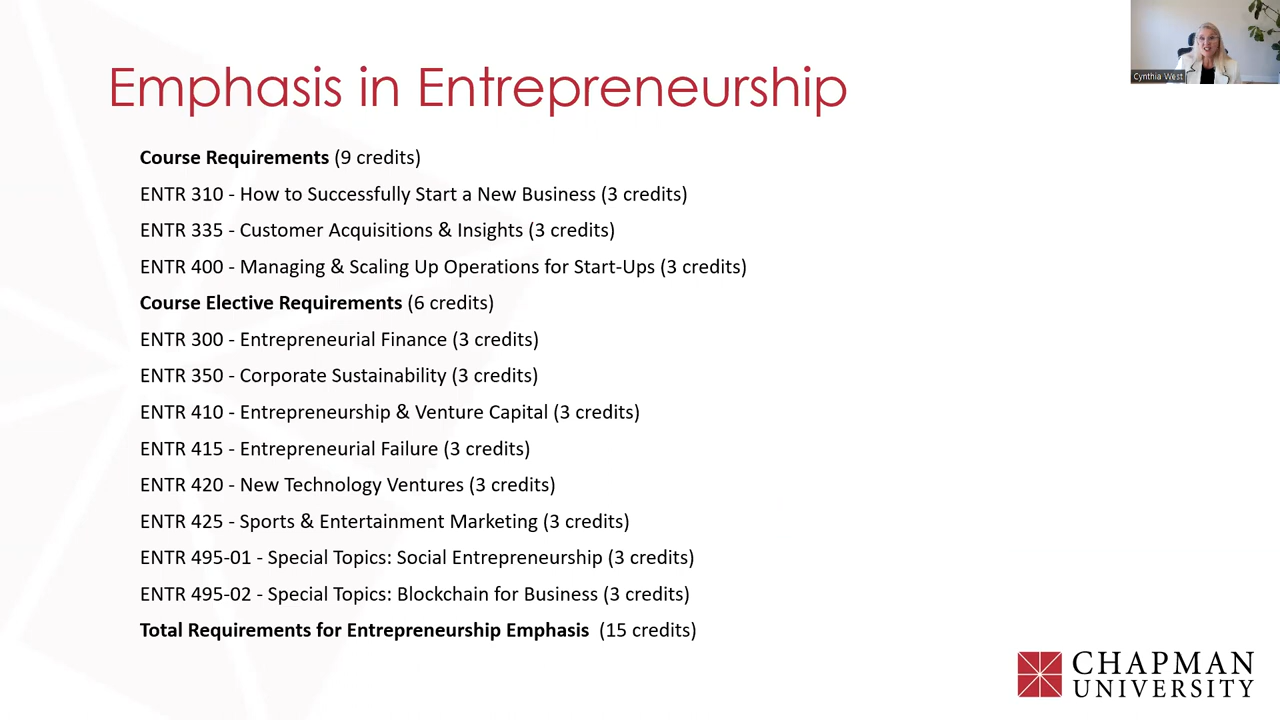 Emphasis in Entrepreneurship
Cynthia West
Course Requirements (9 credits)
ENTR 310 - How to Successfully Start a New Business (3 credits)
ENTR 335 - Customer Acquisitions & Insights (3 credits)
ENTR 400 - Managing & Scaling Up Operations for Start-Ups (3 credits)
Course Elective Requirements (6 credits)
ENTR 300 - Entrepreneurial Finance (3 credits)
ENTR 350 - Corporate Sustainability (3 credits)
ENTR 410 - Entrepreneurship & Venture Capital (3 credits)
ENTR 415 - Entrepreneurial Failure (3 credits)
ENTR 420 - New Technology Ventures (3 credits)
ENTR 425 - Sports & Entertainment Marketing (3 credits)
ENTR 495-01 - Special Topics: Social Entrepreneurship (3 credits)
ENTR 495-02 - Special Topics: Blockchain for Business (3 credits)
Total Requirements for Entrepreneurship Emphasis (15 credits)
CHAPMAN
UNIVERSITY